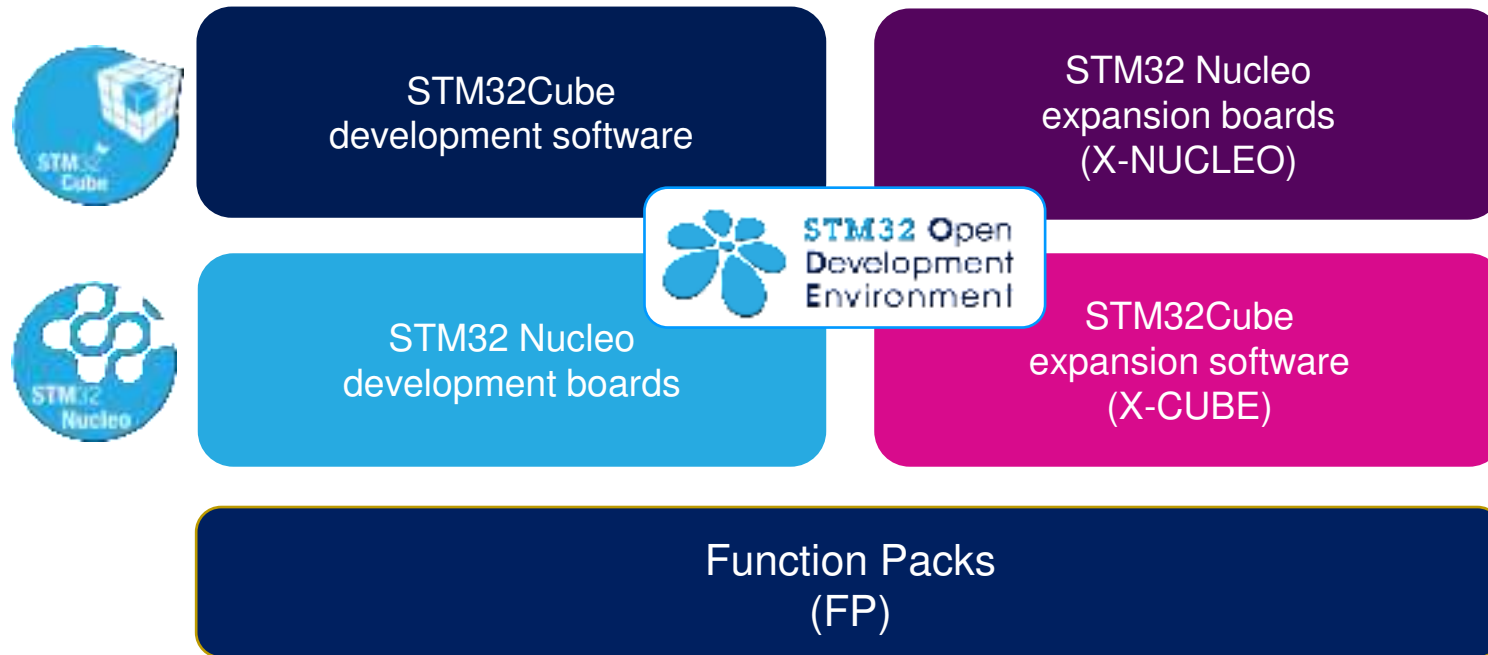 STM32
Cube
STM32Cube
development software
STM32 Nucleo
expansion boards
(X-NUCLEO)
STM32 Open
Development
Environment
STM32
Nucleo
STM32 Nucleo
development boards
STM32Cube
expansion software
(X-CUBE)
Function Packs
(FP)